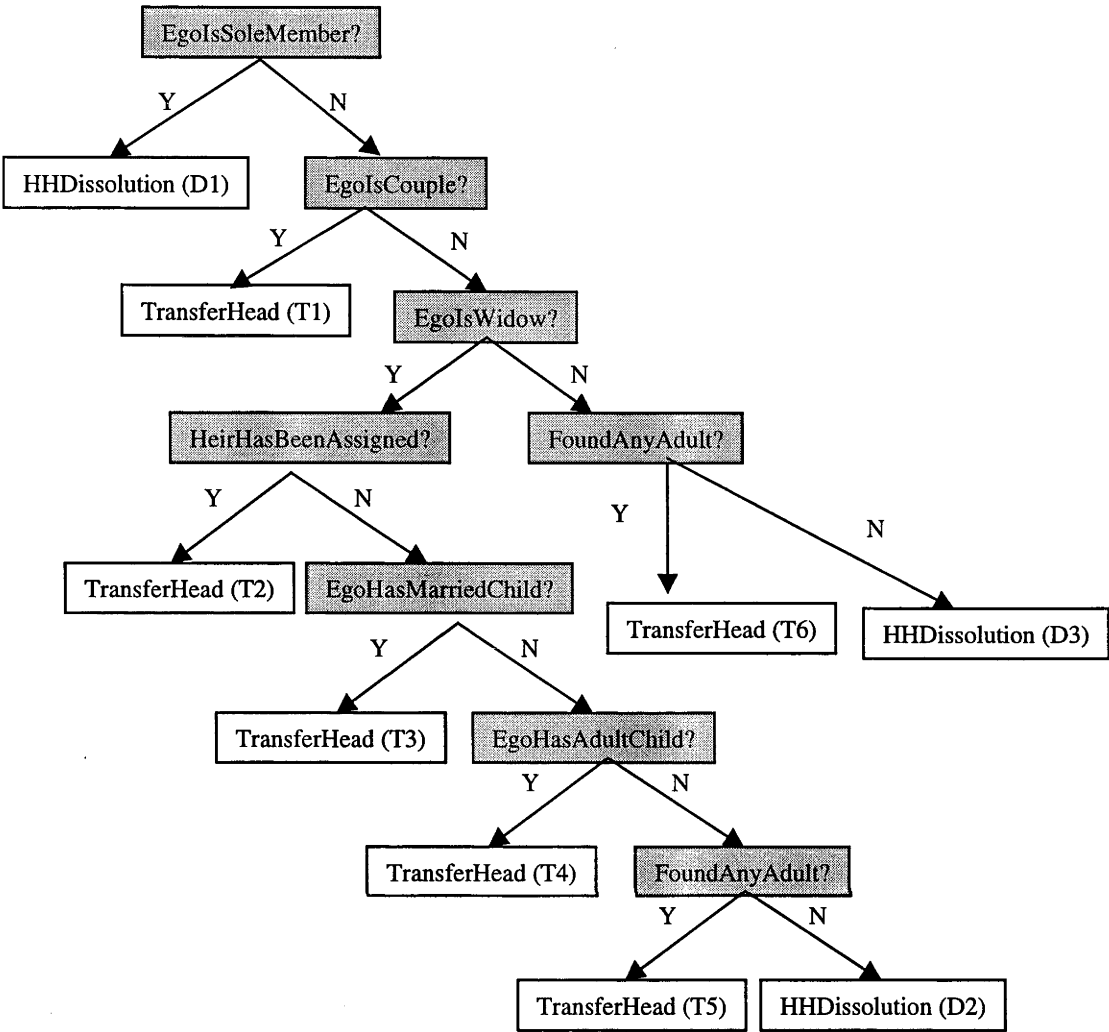 EgoIsSoleMember?
Y
N
HHDissolution (D1)
EgoIsCouple?
Y
N
TransferHead (T1)
EgoIsWidow?
Y
N
HeirHasBeenAssigned?
FoundAnyAdult?
Y
N
Y
N
TransferHead (T2)
EgoHasMarriedChild?
TransferHead (T6)
HHDissolution (D3)
Y
N
TransferHead (T3)
EgoHasAdultChild?
Y
N
TransferHead (T4)
FoundAnyAdult?
Y
N
TransferHead (T5)
HHDissolution (D2)